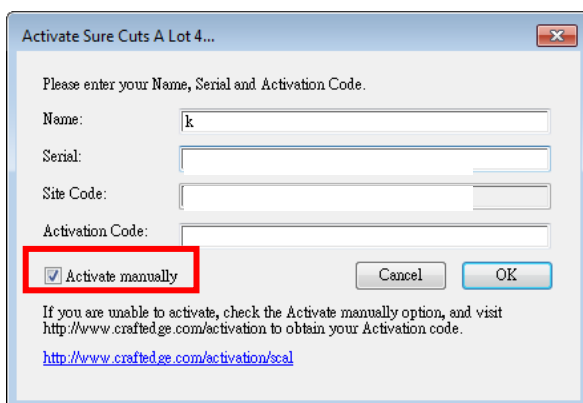 Activate Sure Cuts A Lot 4...
Please enter your Name, Serial and Activation Code.
Name:
k
Serial:
Site Code:
Activation Code:
Activate manually
Cancel
OK
If you are unable to activate, check the Activate manually option, and visit
http://www.craftedge.com/activation to obtain your Activation code.
http://www.craftedge.com/activation/scal